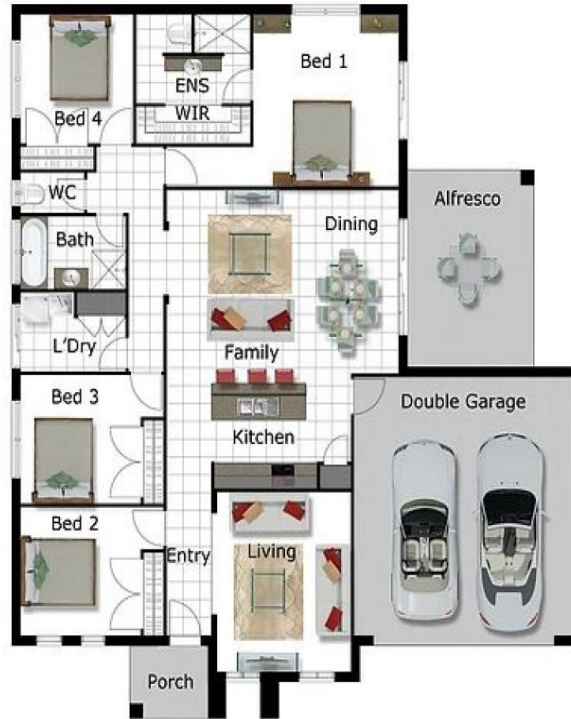 Bed 1
ENS
WIR
Bed 4
WC
Dining
Alfresco
Bath
L'Dry
Family
Bed 3
Double Garage
Kitchen
Bed 2
Entry
Living
Porch